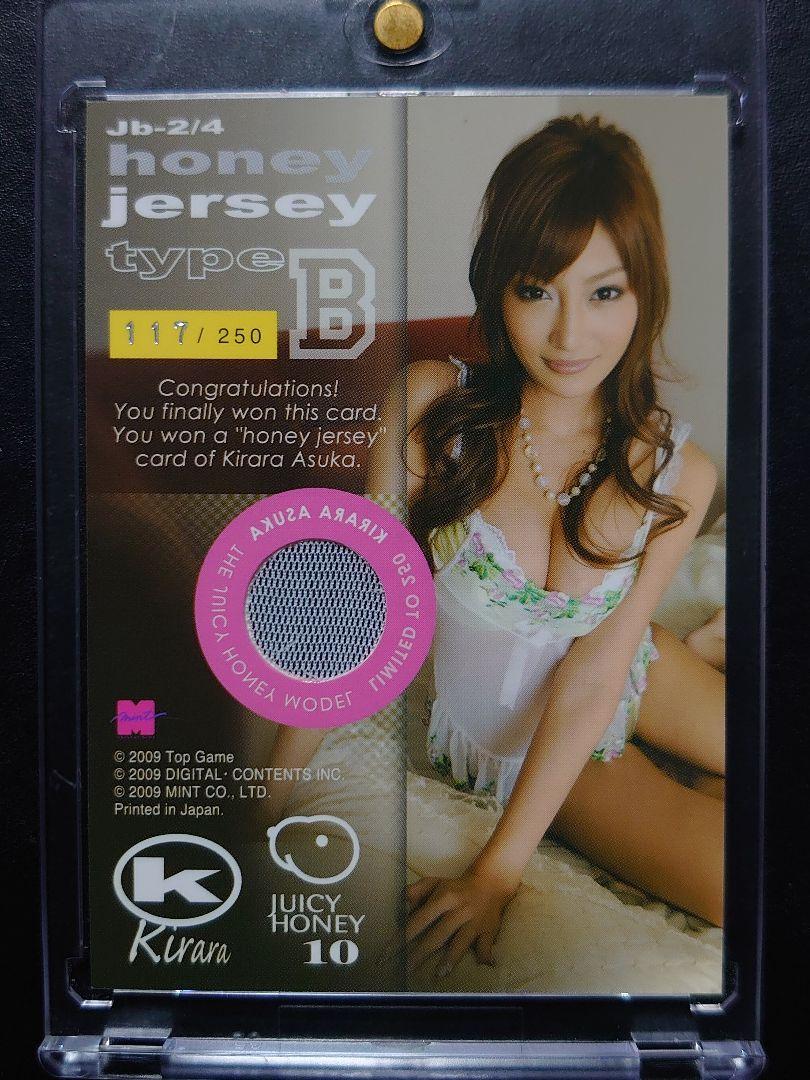 Jb-2/4
honey
jersey
type
B
117/ 250
Congratulations!
You finally won this card.
You won a "honey jersey"
card of Kirara Asuka.
KIRARA ASUKA
THE JUICY HONEY MODEL
LIMITED TO 250
mint
© 2009 Top Game
© 2009 DIGITAL· CONTENTS INC.
© 2009 MINT CO., LTD.
Printed in Japan.
K
Kirara
JUICY
HONEY
10